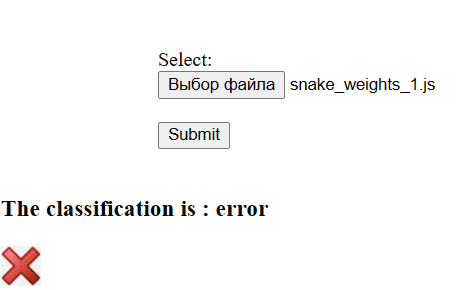 Select:
Выбор файла snake_weights_1.js
Submit
The classification is : error